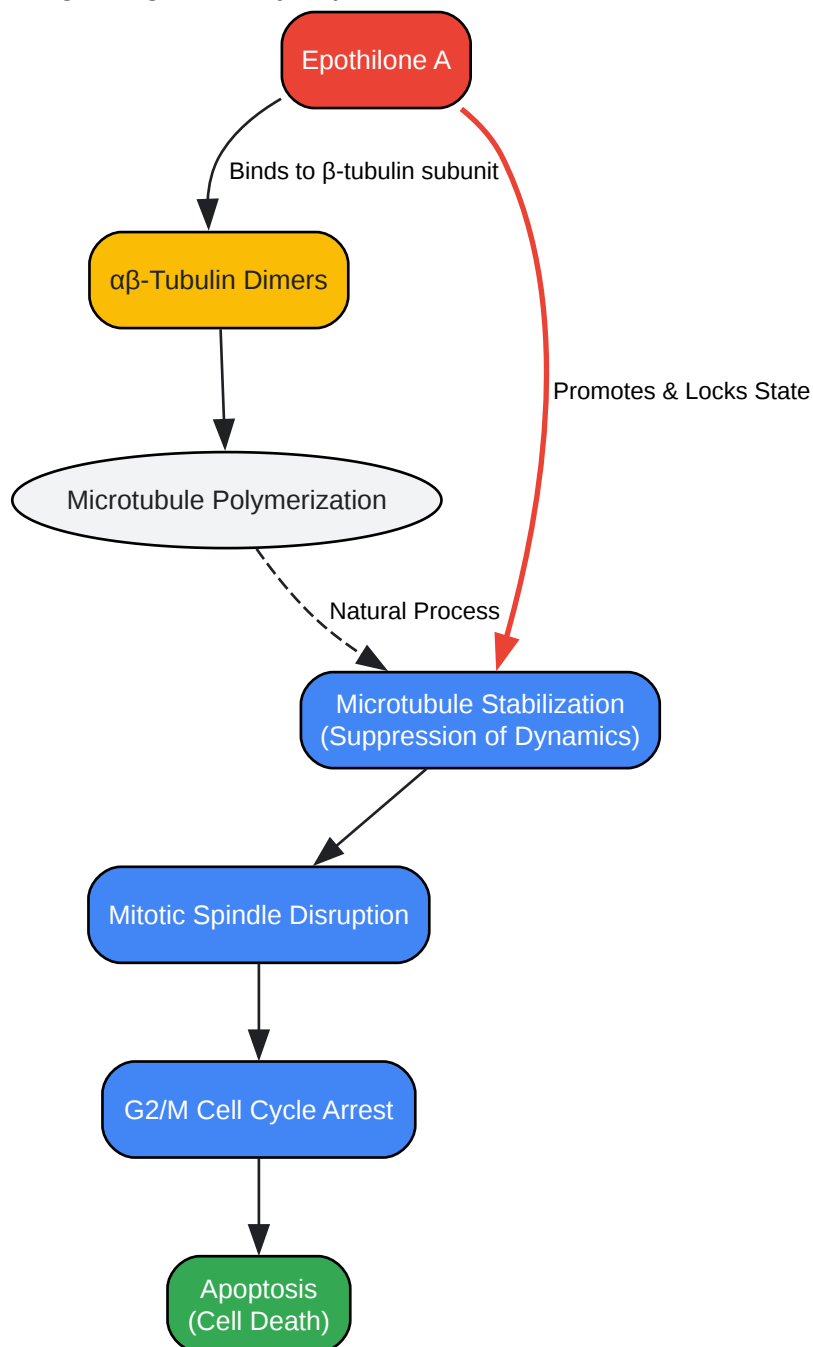 Epothilone A
Binds to β-tubulin subunit
αβ-Tubulin Dimers
Promotes & Locks State
Microtubule Polymerization
Natural Process
Microtubule Stabilization
(Suppression of Dynamics)
Mitotic Spindle Disruption
G2/M Cell Cycle Arrest
Apoptosis
(Cell Death)